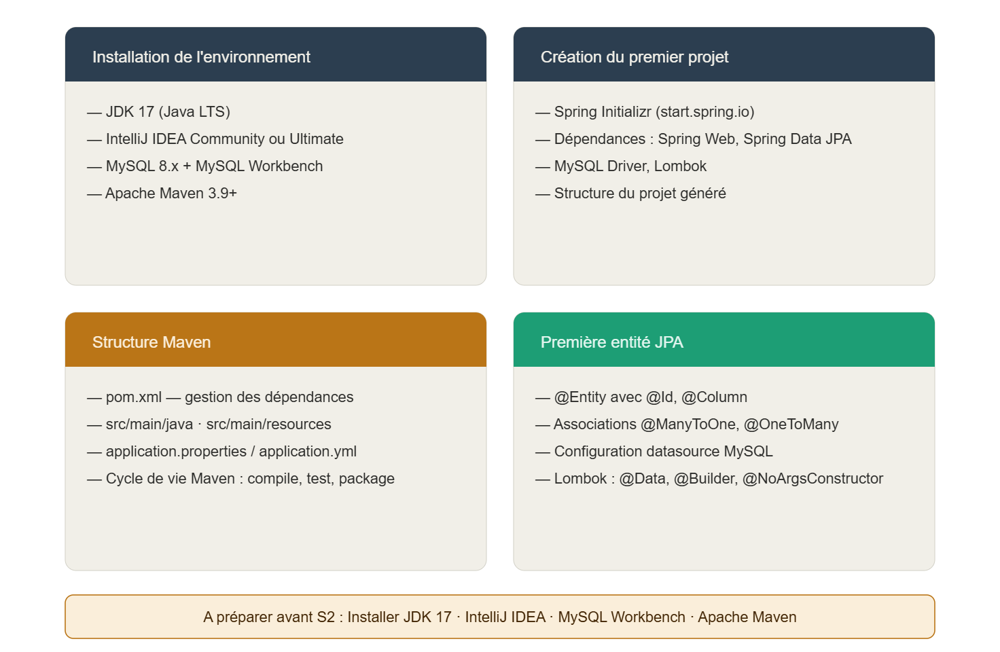 Installation de l'environnement
— JDK 17 (Java LTS)
— IntelliJ IDEA Community ou Ultimate
— MySQL 8.x + MySQL Workbench
— Apache Maven 3.9+
Création du premier projet
— Spring Initializr (start.spring.io)
— Dépendances : Spring Web, Spring Data JPA
— MySQL Driver, Lombok
— Structure du projet généré
Structure Maven
— pom.xml — gestion des dépendances
— src/main/java · src/main/resources
— application.properties / application.yml
— Cycle de vie Maven : compile, test, package
Première entité JPA
— @Entity avec @Id, @Column
— Associations @ManyToOne, @OneToMany
— Configuration datasource MySQL
— Lombok : @Data, @Builder, @NoArgsConstructor
A préparer avant S2 : Installer JDK 17 · IntelliJ IDEA · MySQL Workbench · Apache Maven